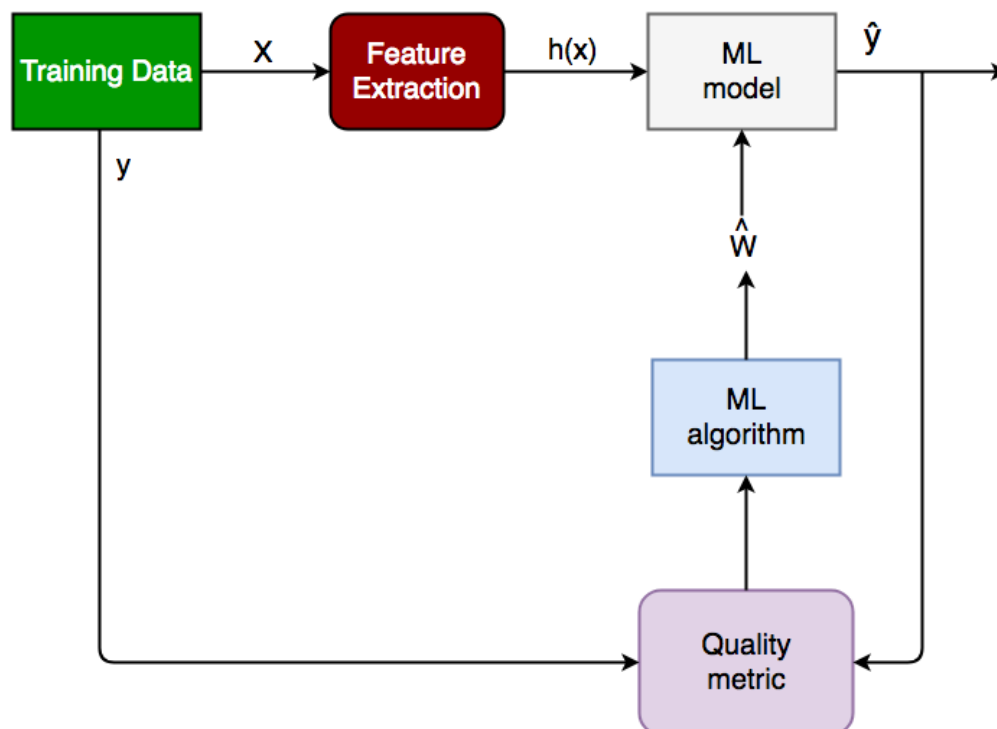 Training Data
X
Feature
Extraction
h(x)
ML
model
ŷ
y
ŵ
ML
algorithm
Quality
metric